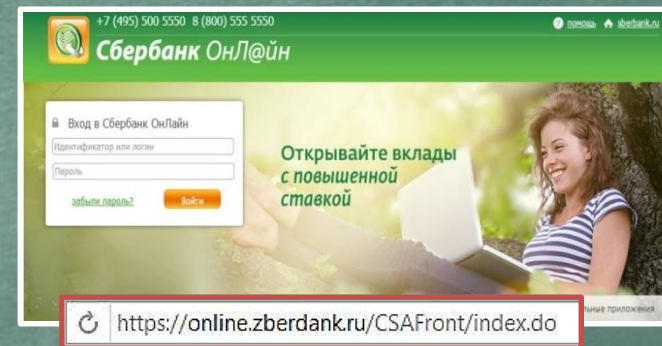 +7 (495) 500 5550 8 (800) 555 5550
помощь sberbank.ru
Сбербанк ОнЛ@йн
Вход в Сбербанк ОнЛайн
Идентификатор или логин
Пароль
забыли пароль?
Войти
Открывайте вклады
с повышенной
ставкой
приложения
https://online.zberdank.ru/CSAFront/index.do